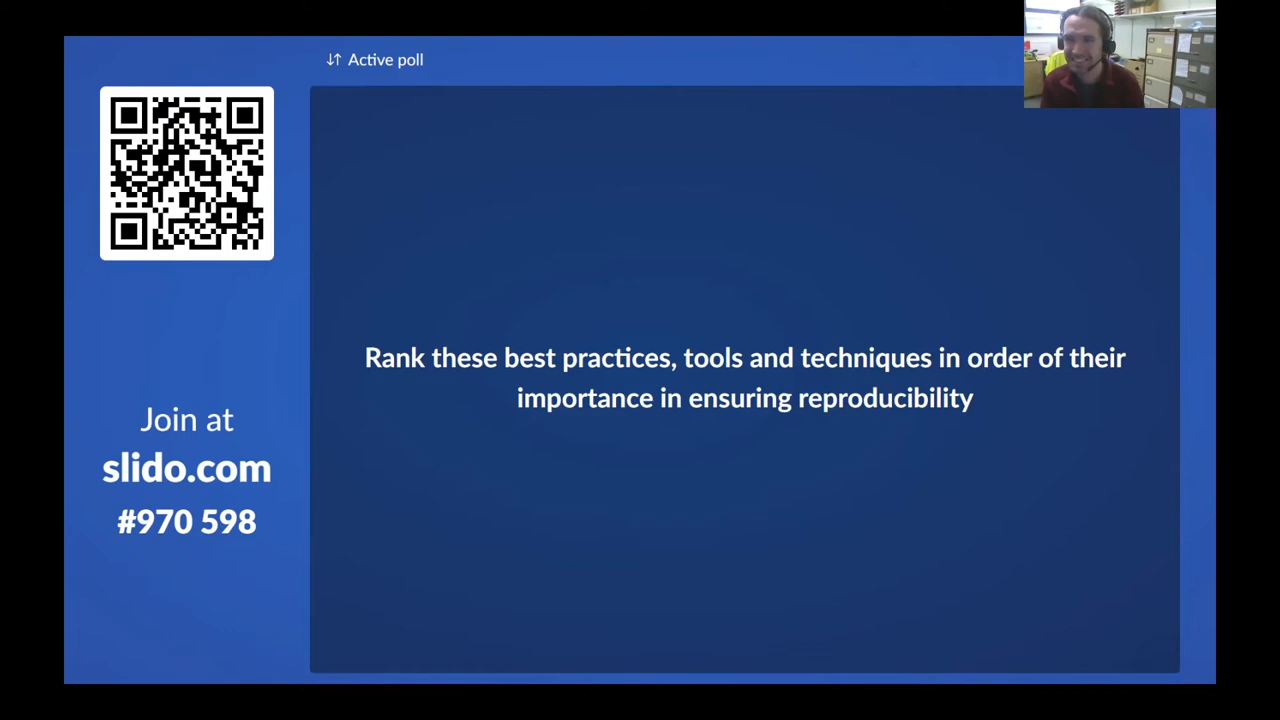 Active poll
Join at
slido.com
#970 598
Rank these best practices, tools and techniques in order of their
importance in ensuring reproducibility